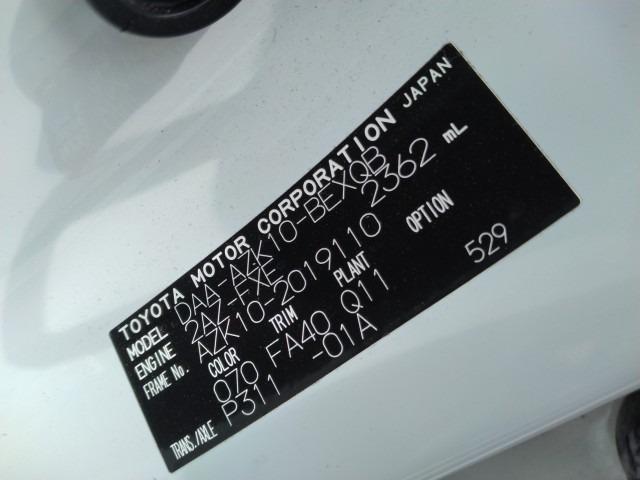 TOYOTA MOTOR CORPORATION JAPAN
MODEL DAA-AZK10-BEXQB
ENGINE 2AZ-FXE 2362 mL
FRAME No. AZK10-2019110
COLOR TRIM PLANT OPTION
070 FA40 Q11 529
TRANS./AXLE P311 -01A